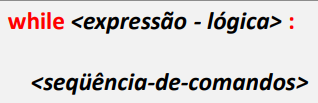 while <expressão - lógica> :
<seqüência-de-comandos>